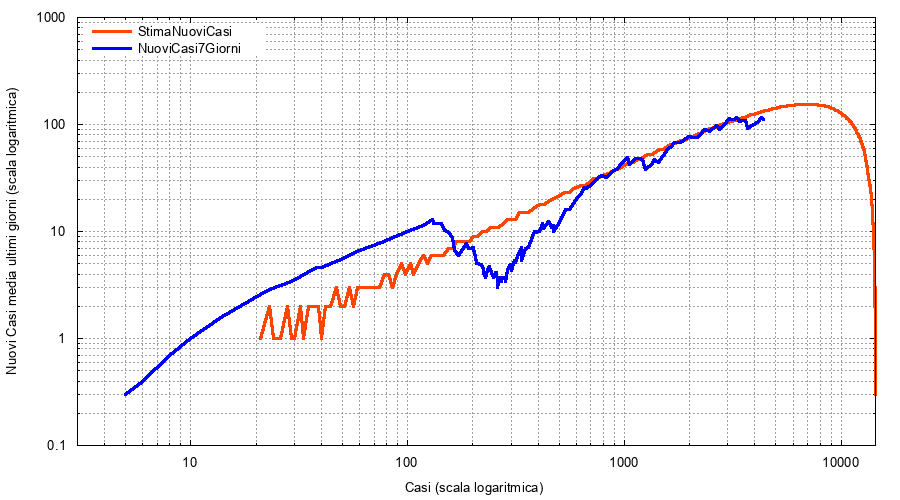 1000
100
10
1
0.1
Nuovi Casi media ultimi giorni (scala logaritmica)
StimaNuoviCasi
NuoviCasi7Giorni
10 100 1000 10000
Casi (scala logaritmica)